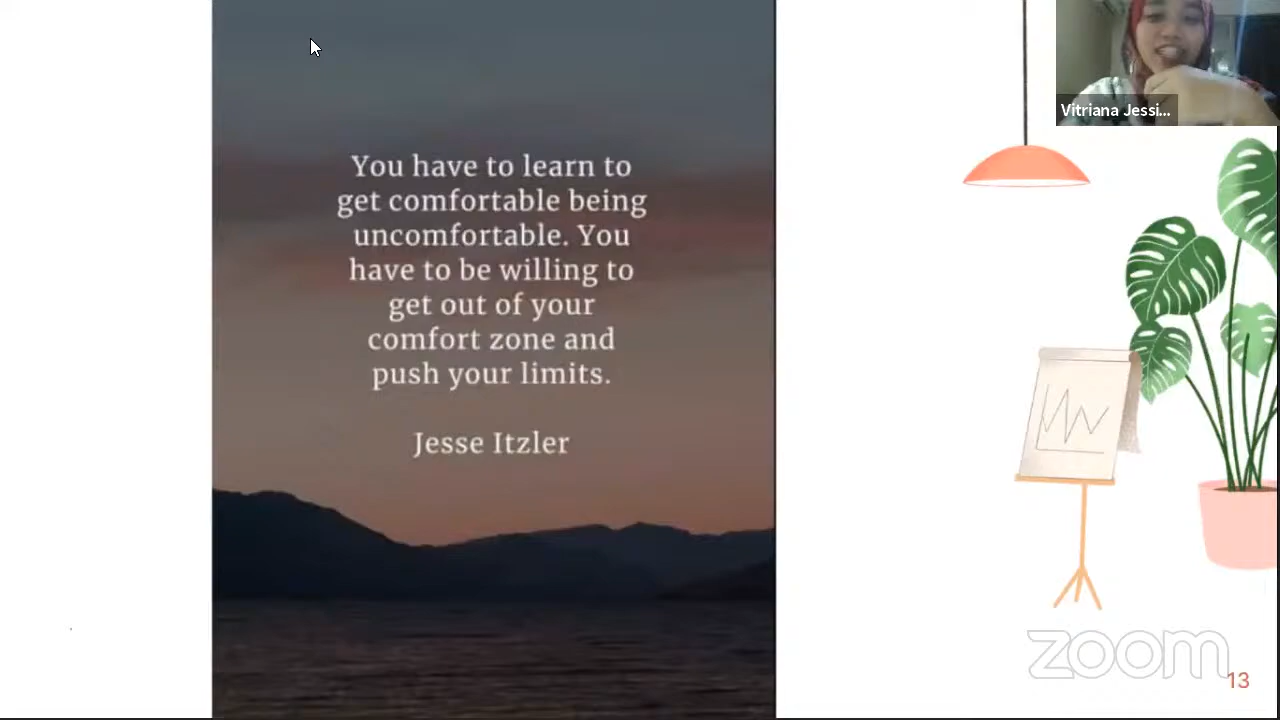 You have to learn to
get comfortable being
uncomfortable. You
have to be willing to
get out of your
comfort zone and
push your limits.
Jesse Itzler
Vitriana Jessi...
zoom
13